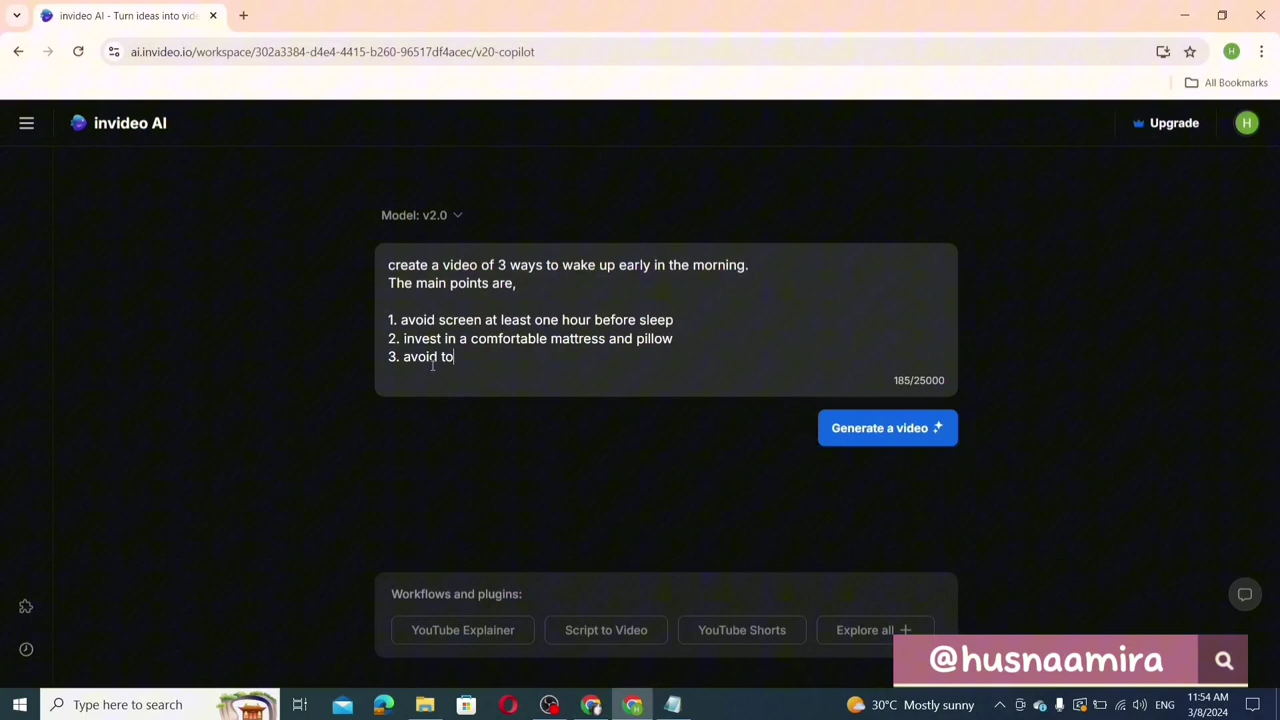 invideo AI - Turn ideas into vide
ai.invideo.io/workspace/302a3384-d4e4-4415-b260-96517df4acec/v20-copilot
H
All Bookmarks
invideo AI
Upgrade
H
Model: v2.0
create a video of 3 ways to wake up early in the morning.
The main points are,
1. avoid screen at least one hour before sleep
2. invest in a comfortable mattress and pillow
3. avoid to
185/25000
Generate a video
Workflows and plugins:
YouTube Explainer
Script to Video
YouTube Shorts
Explore all
@husnaamira
Type here to search
30°C Mostly sunny
ENG
11:54 AM
3/8/2024